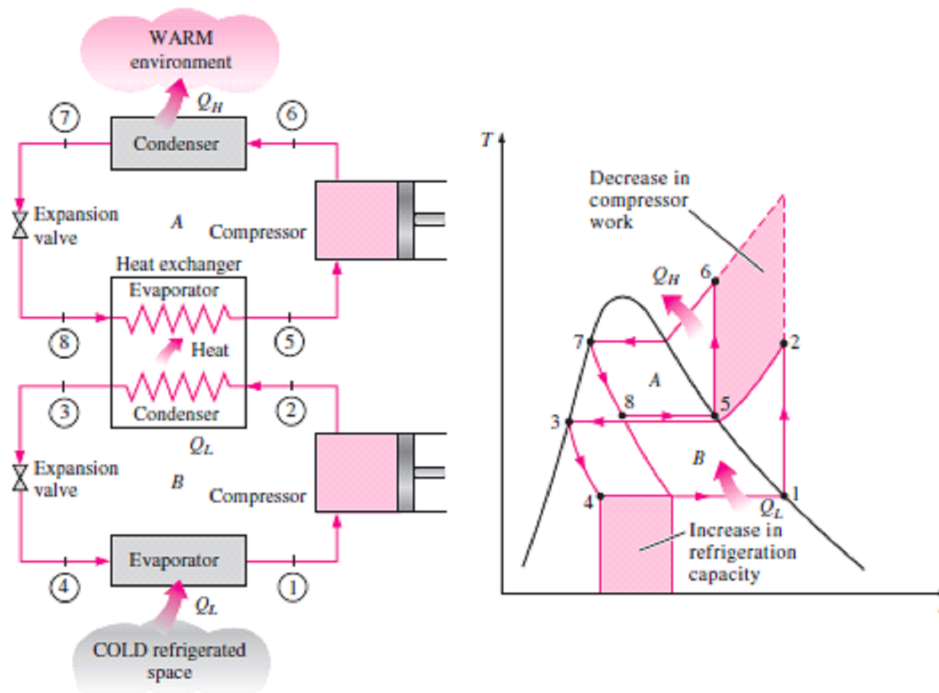 WARM
environment
Q_H
7
6
Condenser
Expansion
valve
A
Compressor
Heat exchanger
Evaporator
8
Heat
5
3
Condenser
2
Q_L
Expansion
valve
B
Compressor
4
Evaporator
1
Q_L
COLD refrigerated
space
T
Decrease in
compressor
work
Q_H
6
7
2
A
8
5
3
B
4
1
Q_L
Increase in
refrigeration
capacity